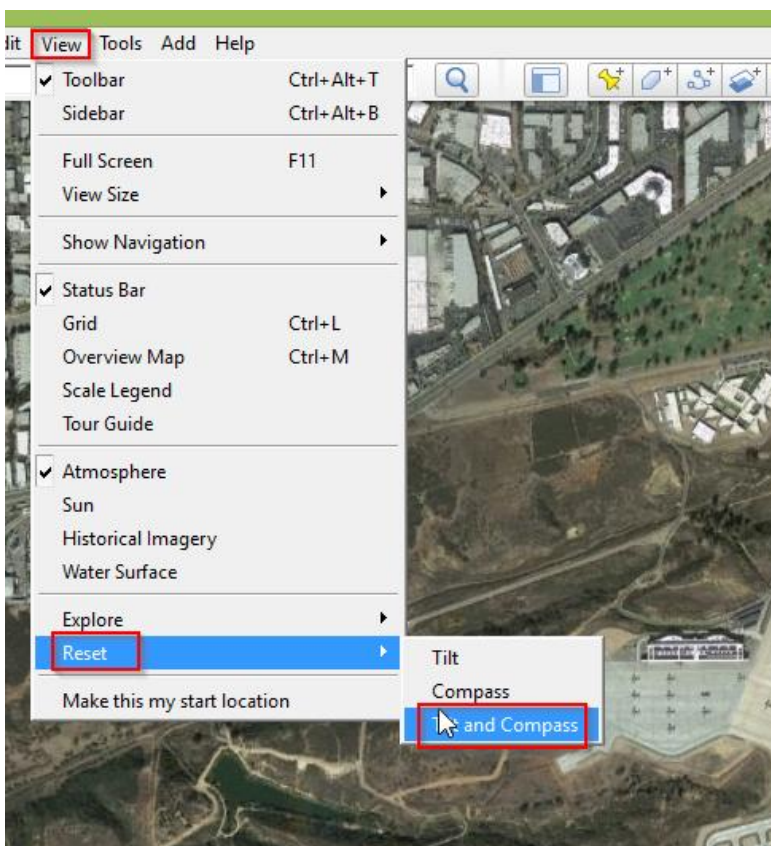 dit View Tools Add Help
Toolbar Ctrl+Alt+T
Sidebar Ctrl+Alt+B
Full Screen F11
View Size
Show Navigation
Status Bar
Grid Ctrl+L
Overview Map Ctrl+M
Scale Legend
Tour Guide
Atmosphere
Sun
Historical Imagery
Water Surface
Explore
Reset
Tilt
Compass
Make this my start location
and Compass